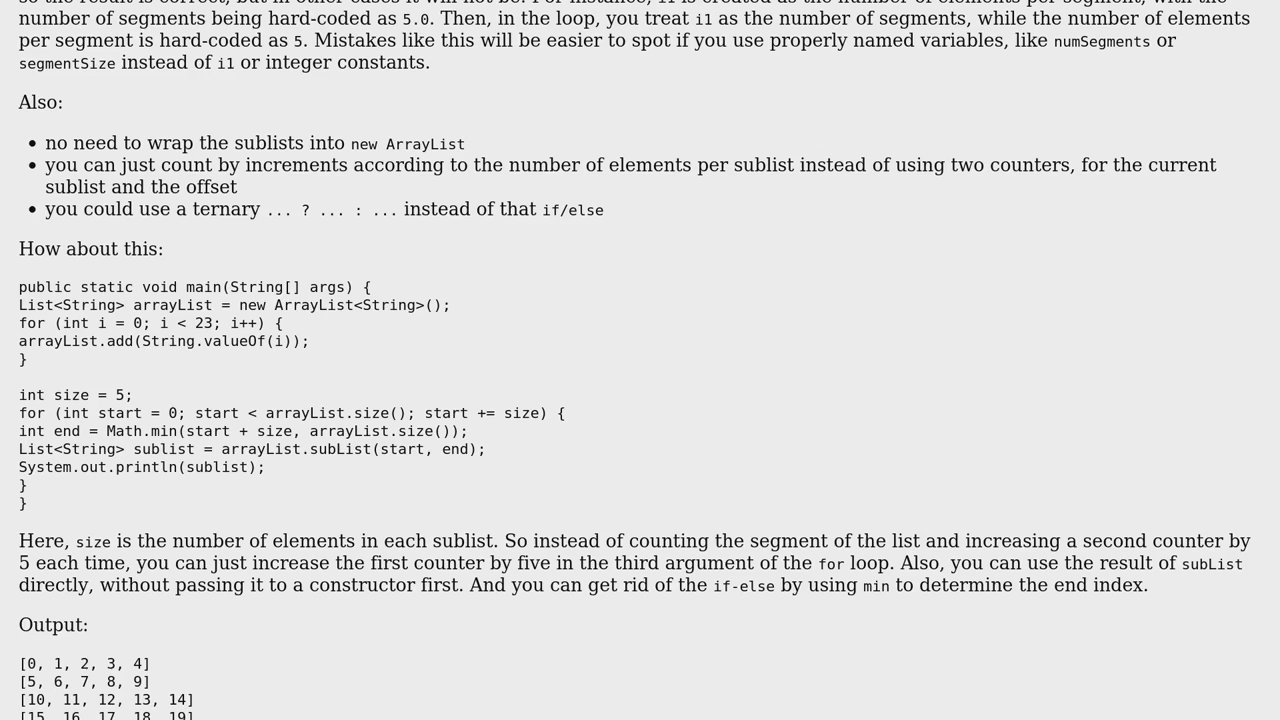 number of segments being hard-coded as 5.0. Then, in the loop, you treat i1 as the number of segments, while the number of elements
per segment is hard-coded as 5. Mistakes like this will be easier to spot if you use properly named variables, like numSegments or
segmentSize instead of i1 or integer constants.
Also:
• no need to wrap the sublists into new ArrayList
• you can just count by increments according to the number of elements per sublist instead of using two counters, for the current
sublist and the offset
• you could use a ternary ... ? ... : ... instead of that if/else
How about this:
public static void main(String[] args) {
List<String> arrayList = new ArrayList<String>();
for (int i = 0; i < 23; i++) {
arrayList.add(String.valueOf(i));
}
int size = 5;
for (int start = 0; start < arrayList.size(); start += size) {
int end = Math.min(start + size, arrayList.size());
List<String> sublist = arrayList.subList(start, end);
System.out.println(sublist);
}
}
Here, size is the number of elements in each sublist. So instead of counting the segment of the list and increasing a second counter by
5 each time, you can just increase the first counter by five in the third argument of the for loop. Also, you can use the result of subList
directly, without passing it to a constructor first. And you can get rid of the if-else by using min to determine the end index.
Output:
[0, 1, 2, 3, 4]
[5, 6, 7, 8, 9]
[10, 11, 12, 13, 14]
[15, 16, 17, 18, 19]